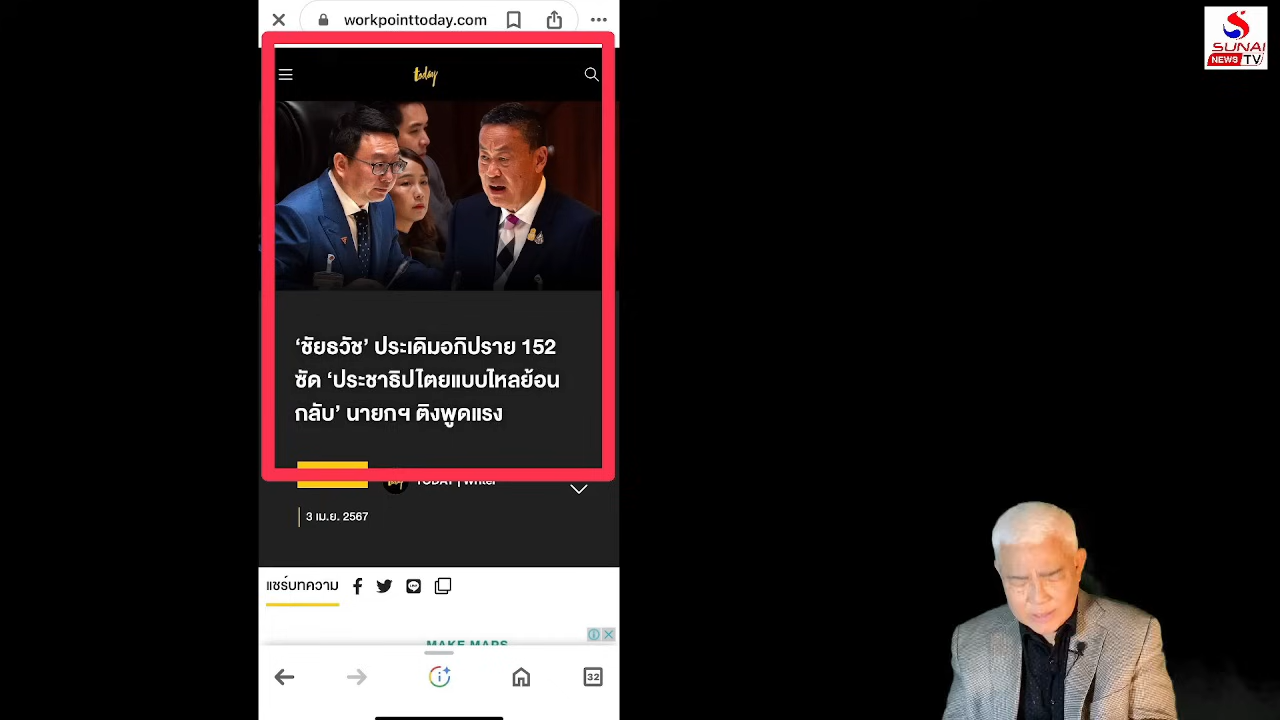 workpointtoday.com
SUNAI
NEWS TV
today
‘ชัยธวัช’ ประเดิมอภิปราย 152
ซัด ‘ประชาธิปไตยแบบไหลย้อน
กลับ’ นายกฯ ติงพูดแรง
TODAY | Writer
3 เม.ย. 2567
แชร์บทความ
MAKE MAPS
32